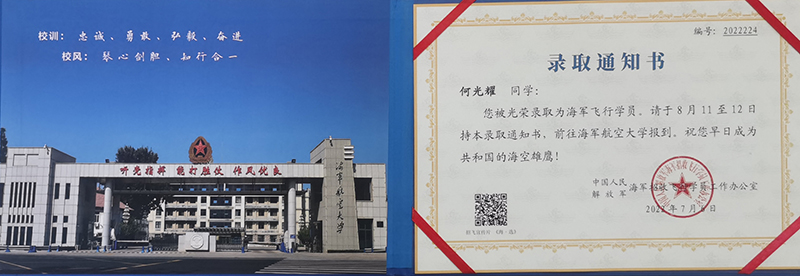 校训：忠诚、勇敢、弘毅、奋进
校风：琴心剑胆、知行合一
听党指挥 能打胜仗 作风优良
海军航空大学
编号：2022224
录取通知书
何光耀 同学：
您被光荣录取为海军飞行学员。请于8月11至12日
持本录取通知书，前往海军航空大学报到。祝您早日成为
共和国的海空雄鹰！
中国人民
解放军
海军招收飞行学员工作办公室